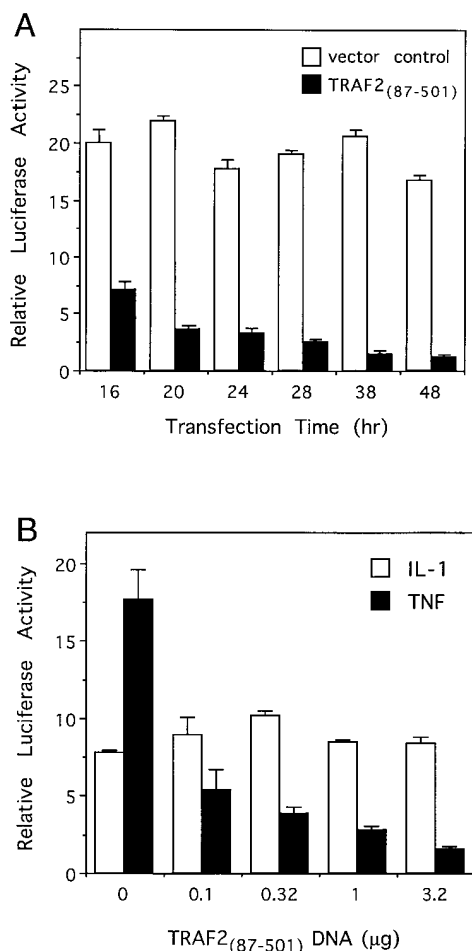 A
vector control
TRAF2(87-501)
Relative Luciferase Activity
25
20
15
10
5
0
16 20 24 28 38 48
Transfection Time (hr)
B
IL-1
TNF
Relative Luciferase Activity
20
15
10
5
0
0 0.1 0.32 1 3.2
TRAF2(87-501) DNA (µg)